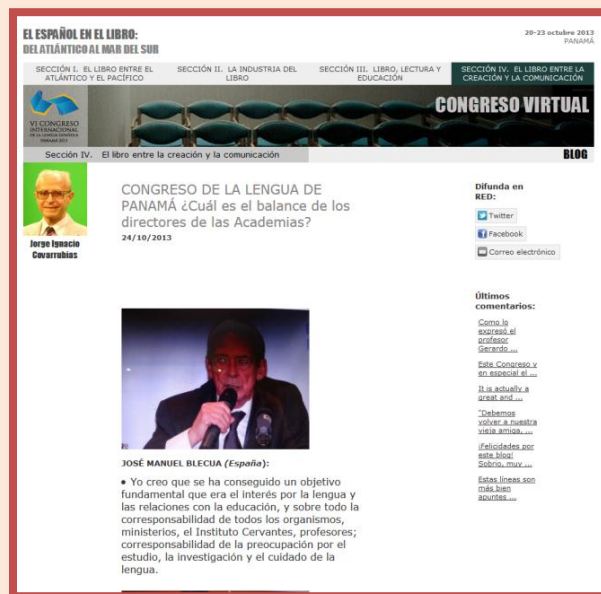 EL ESPAÑOL EN EL LIBRO:
DEL ATLÁNTICO AL MAR DEL SUR
20-23 octubre 2013
PANAMÁ
SECCIÓN I. EL LIBRO ENTRE EL
ATLÁNTICO Y EL PACÍFICO
SECCIÓN II. LA INDUSTRIA DEL
LIBRO
SECCIÓN III. LIBRO, LECTURA Y
EDUCACIÓN
SECCIÓN IV. EL LIBRO ENTRE LA
CREACIÓN Y LA COMUNICACIÓN
VI CONGRESO
INTERNACIONAL
DE LA LENGUA ESPAÑOLA
PANAMÁ 2013
CONGRESO VIRTUAL
Sección IV. El libro entre la creación y la comunicación
BLOG
Jorge Ignacio
Covarrubias
CONGRESO DE LA LENGUA DE
PANAMÁ ¿Cuál es el balance de los
directores de las Academias?
24/10/2013
JOSÉ MANUEL BLECUA (España):
• Yo creo que se ha conseguido un objetivo
fundamental que era el interés por la lengua y
las relaciones con la educación, y sobre todo la
corresponsabilidad de todos los organismos,
ministerios, el Instituto Cervantes, profesores;
corresponsabilidad de la preocupación por el
estudio, la investigación y el cuidado de la
lengua.
Difunda en
RED:
Twitter
Facebook
Correo electrónico
Últimos
comentarios:
Como lo
expresó el
profesor
Gerardo ...
Este Congreso y
en especial el ...
It is actually a
great and ...
"Debemos
volver a nuestra
vieja amiga, ...
¡Felicidades por
este blog!
Sobrio, muy ...
Estas líneas son
más bien
apuntes ...